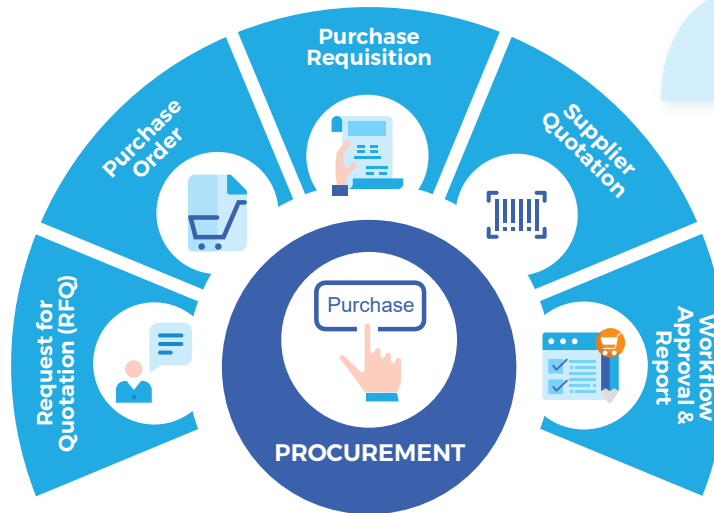 Request for
Quotation (RFQ)
Purchase
Order
Purchase
Requisition
Supplier
Quotation
Workflow
Approval &
Report
Purchase
PROCUREMENT